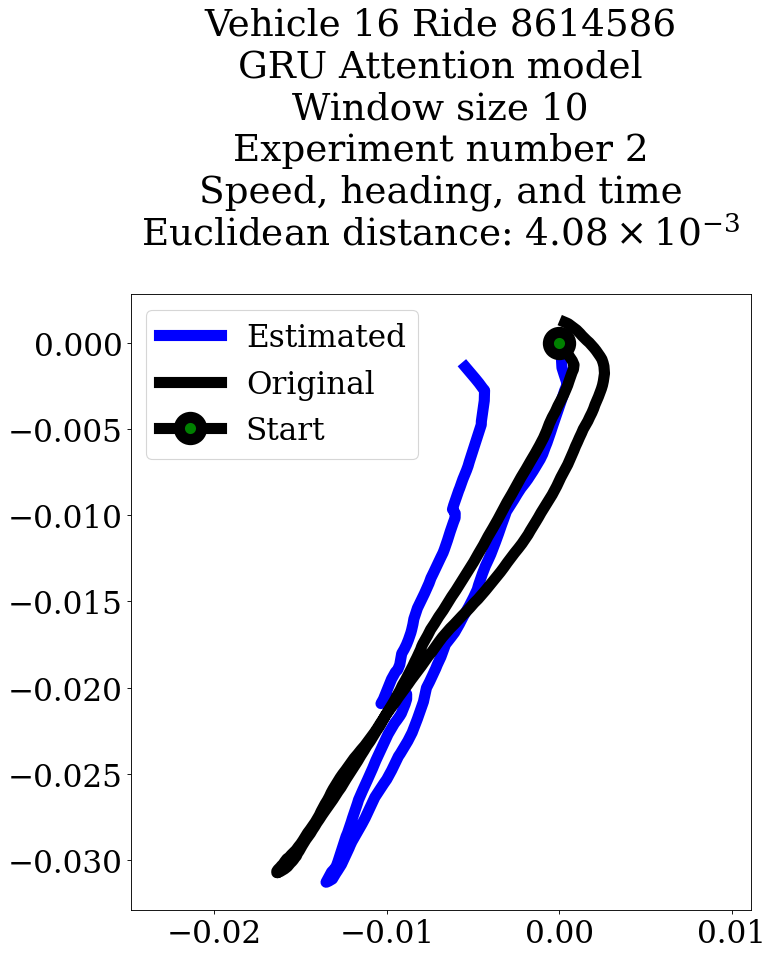 Vehicle 16 Ride 8614586
GRU Attention model
Window size 10
Experiment number 2
Speed, heading, and time
Euclidean distance: 4.08 × 10⁻³
Estimated
Original
Start
0.000
−0.005
−0.010
−0.015
−0.020
−0.025
−0.030
−0.02
−0.01
0.00
0.01